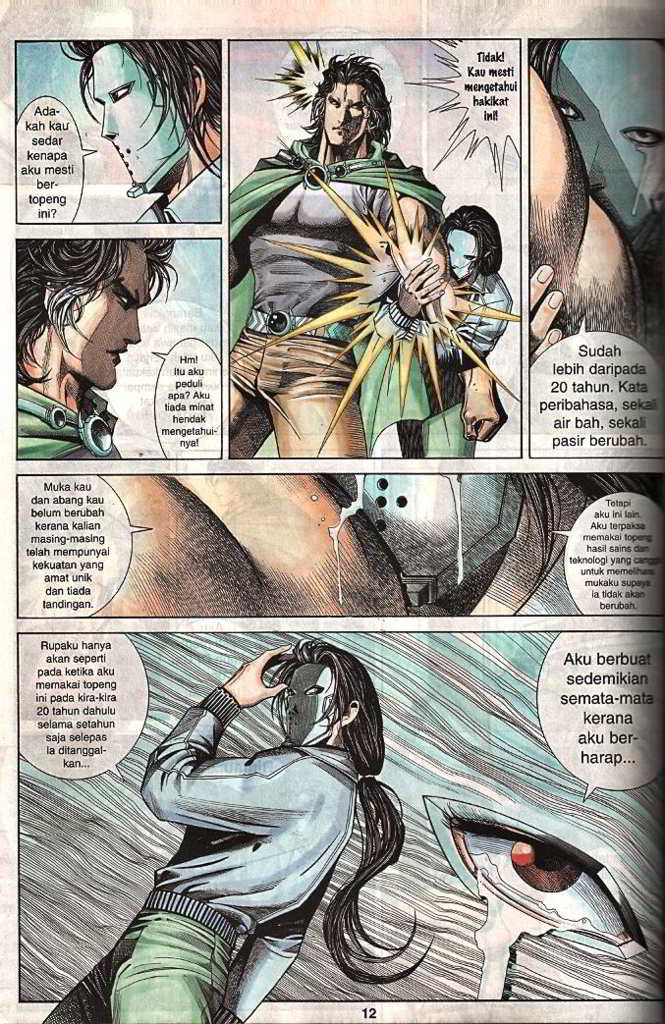 Ada-
kah kau
sedar
kenapa
aku mesti
ber-
topeng
ini?
Tidak!
Kau mesti
mengetahui
hakikat
ini!
Hm!
Itu aku
peduli
apa? Aku
tiada minat
hendak
mengetahui-
nya!
Sudah
lebih daripada
20 tahun. Kata
peribahasa, sekali
air bah, sekali
pasir berubah.
Muka kau
dan abang kau
belum berubah
kerana kalian
masing-masing
telah mempunyai
kekuatan yang
amat unik
dan tiada
tandingan.
Tetapi
aku ini lain.
Aku terpaksa
memakai topeng
hasil sains dan
teknologi yang
untuk memelihara
mukaku supaya
ia tidak akan
berubah.
Rupaku hanya
akan seperti
pada ketika aku
memakai topeng
ini pada kira-kira
20 tahun dahulu
selama setahun
saja selepas
ia ditanggal-
kan...
Aku berbuat
sedemikian
semata-mata
kerana
aku ber-
harap...
12